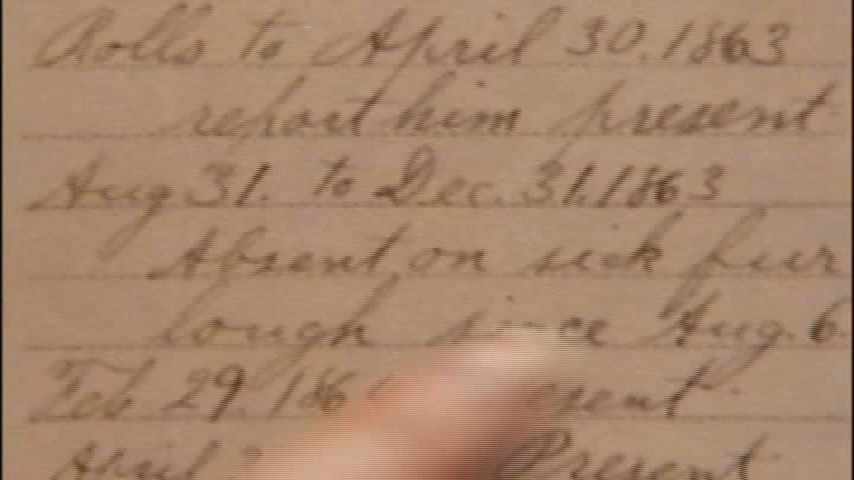 Rolls to April 30. 1863
report him present
Aug 31. to Dec. 31. 1863
Absent on sick fur
lough since Aug. 6.
Feb 29. 186
April Present